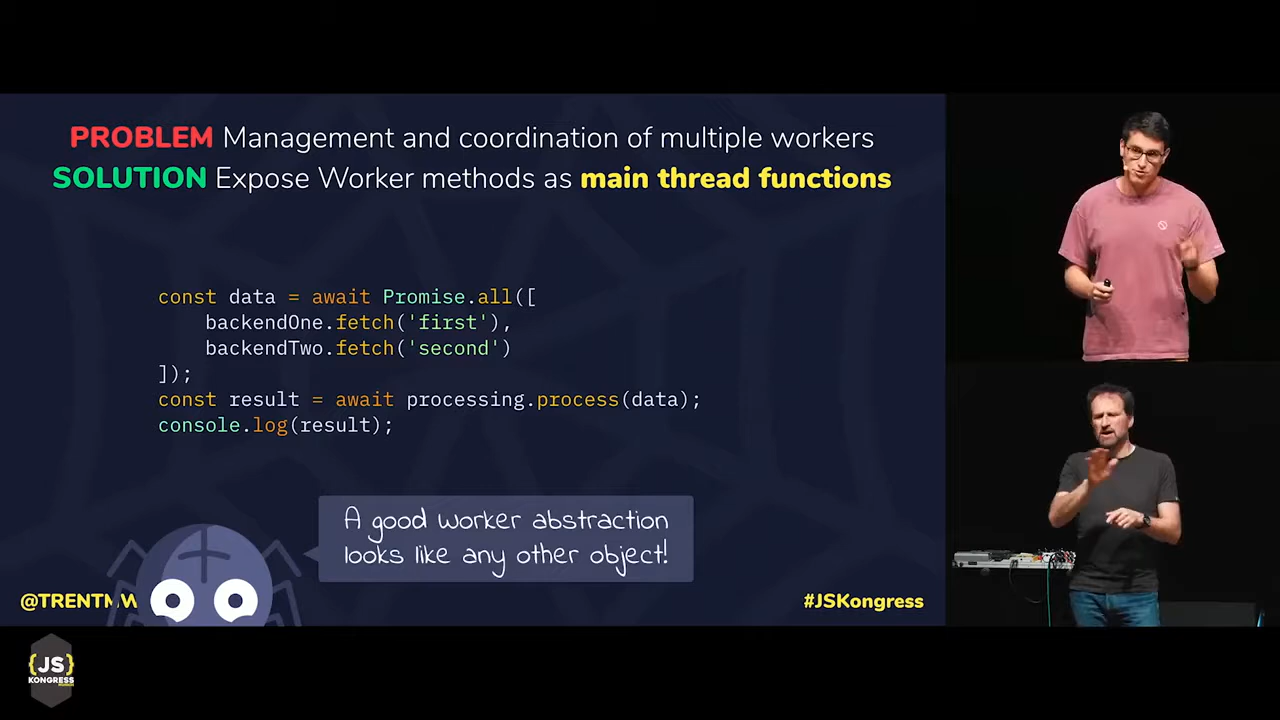 PROBLEM Management and coordination of multiple workers
SOLUTION Expose Worker methods as main thread functions
const data = await Promise.all([
    backendOne.fetch('first'),
    backendTwo.fetch('second')
]);
const result = await processing.process(data);
console.log(result);
A good worker abstraction
looks like any other object!
@TRENTMW
#JSKongress
{JS}
KONGRESS